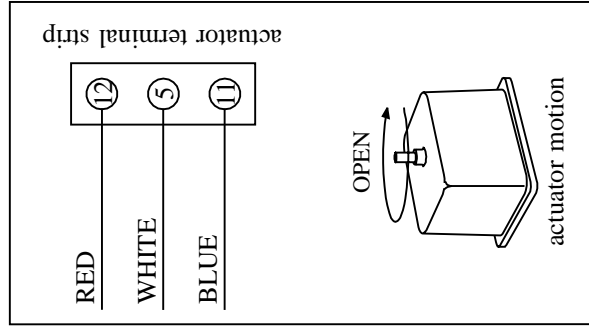 actuator terminal strip
12 5 11
RED
WHITE
BLUE
OPEN
actuator motion